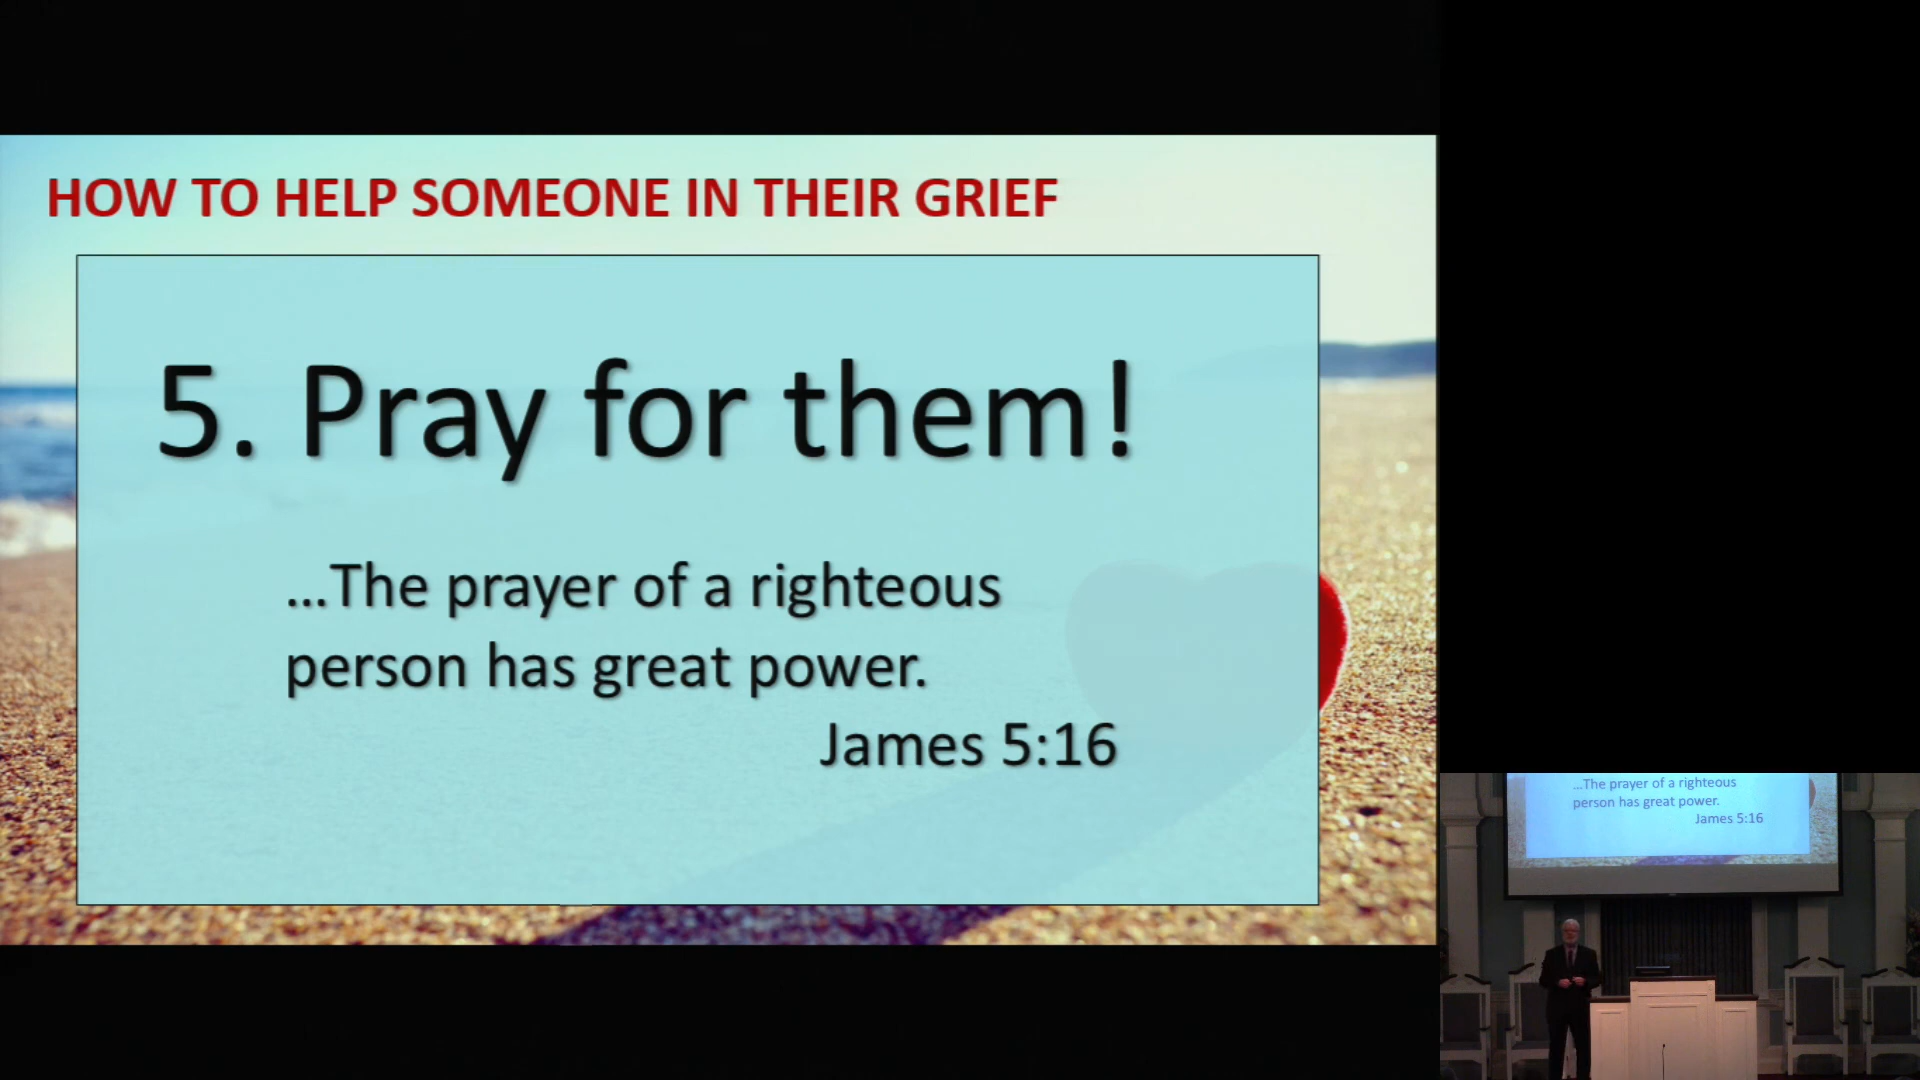 HOW TO HELP SOMEONE IN THEIR GRIEF
5. Pray for them!
...The prayer of a righteous
person has great power.
James 5:16
...The prayer of a righteous
person has great power.
James 5:16